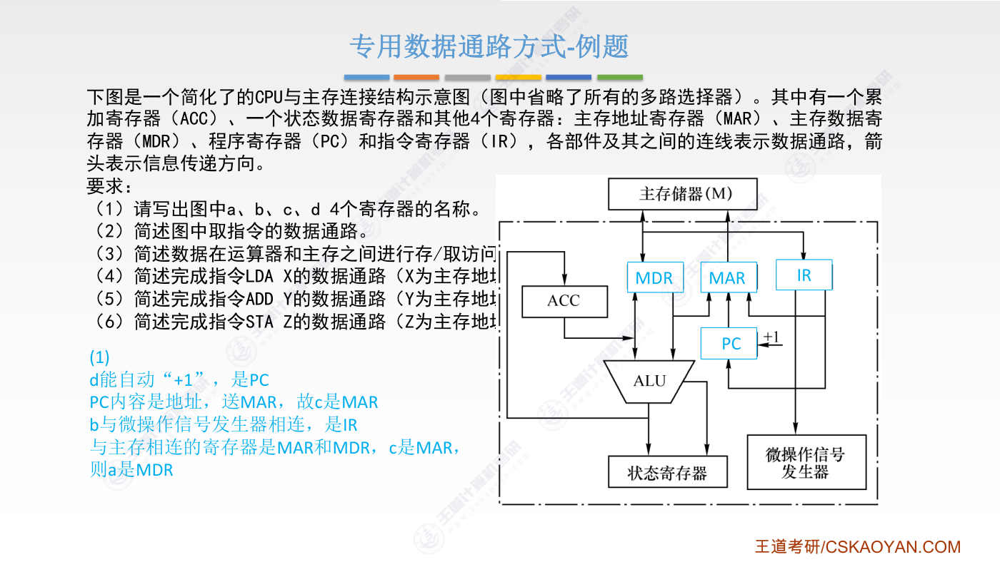 专用数据通路方式-例题
下图是一个简化了的CPU与主存连接结构示意图（图中省略了所有的多路选择器）。其中有一个累
加寄存器（ACC）、一个状态数据寄存器和其他4个寄存器：主存地址寄存器（MAR）、主存数据寄
存器（MDR）、程序寄存器（PC）和指令寄存器（IR），各部件及其之间的连线表示数据通路，箭
头表示信息传递方向。
要求：
（1）请写出图中a、b、c、d 4个寄存器的名称。
（2）简述图中取指令的数据通路。
（3）简述数据在运算器和主存之间进行存/取访问
（4）简述完成指令LDA X的数据通路（X为主存地址
（5）简述完成指令ADD Y的数据通路（Y为主存地址
（6）简述完成指令STA Z的数据通路（Z为主存地址
(1)
d能自动“+1”，是PC
PC内容是地址，送MAR，故c是MAR
b与微操作信号发生器相连，是IR
与主存相连的寄存器是MAR和MDR，c是MAR，
则a是MDR
主存储器(M)
MDR
MAR
IR
ACC
PC
+1
ALU
状态寄存器
微操作信号
发生器
王道考研/CSKAOYAN.COM